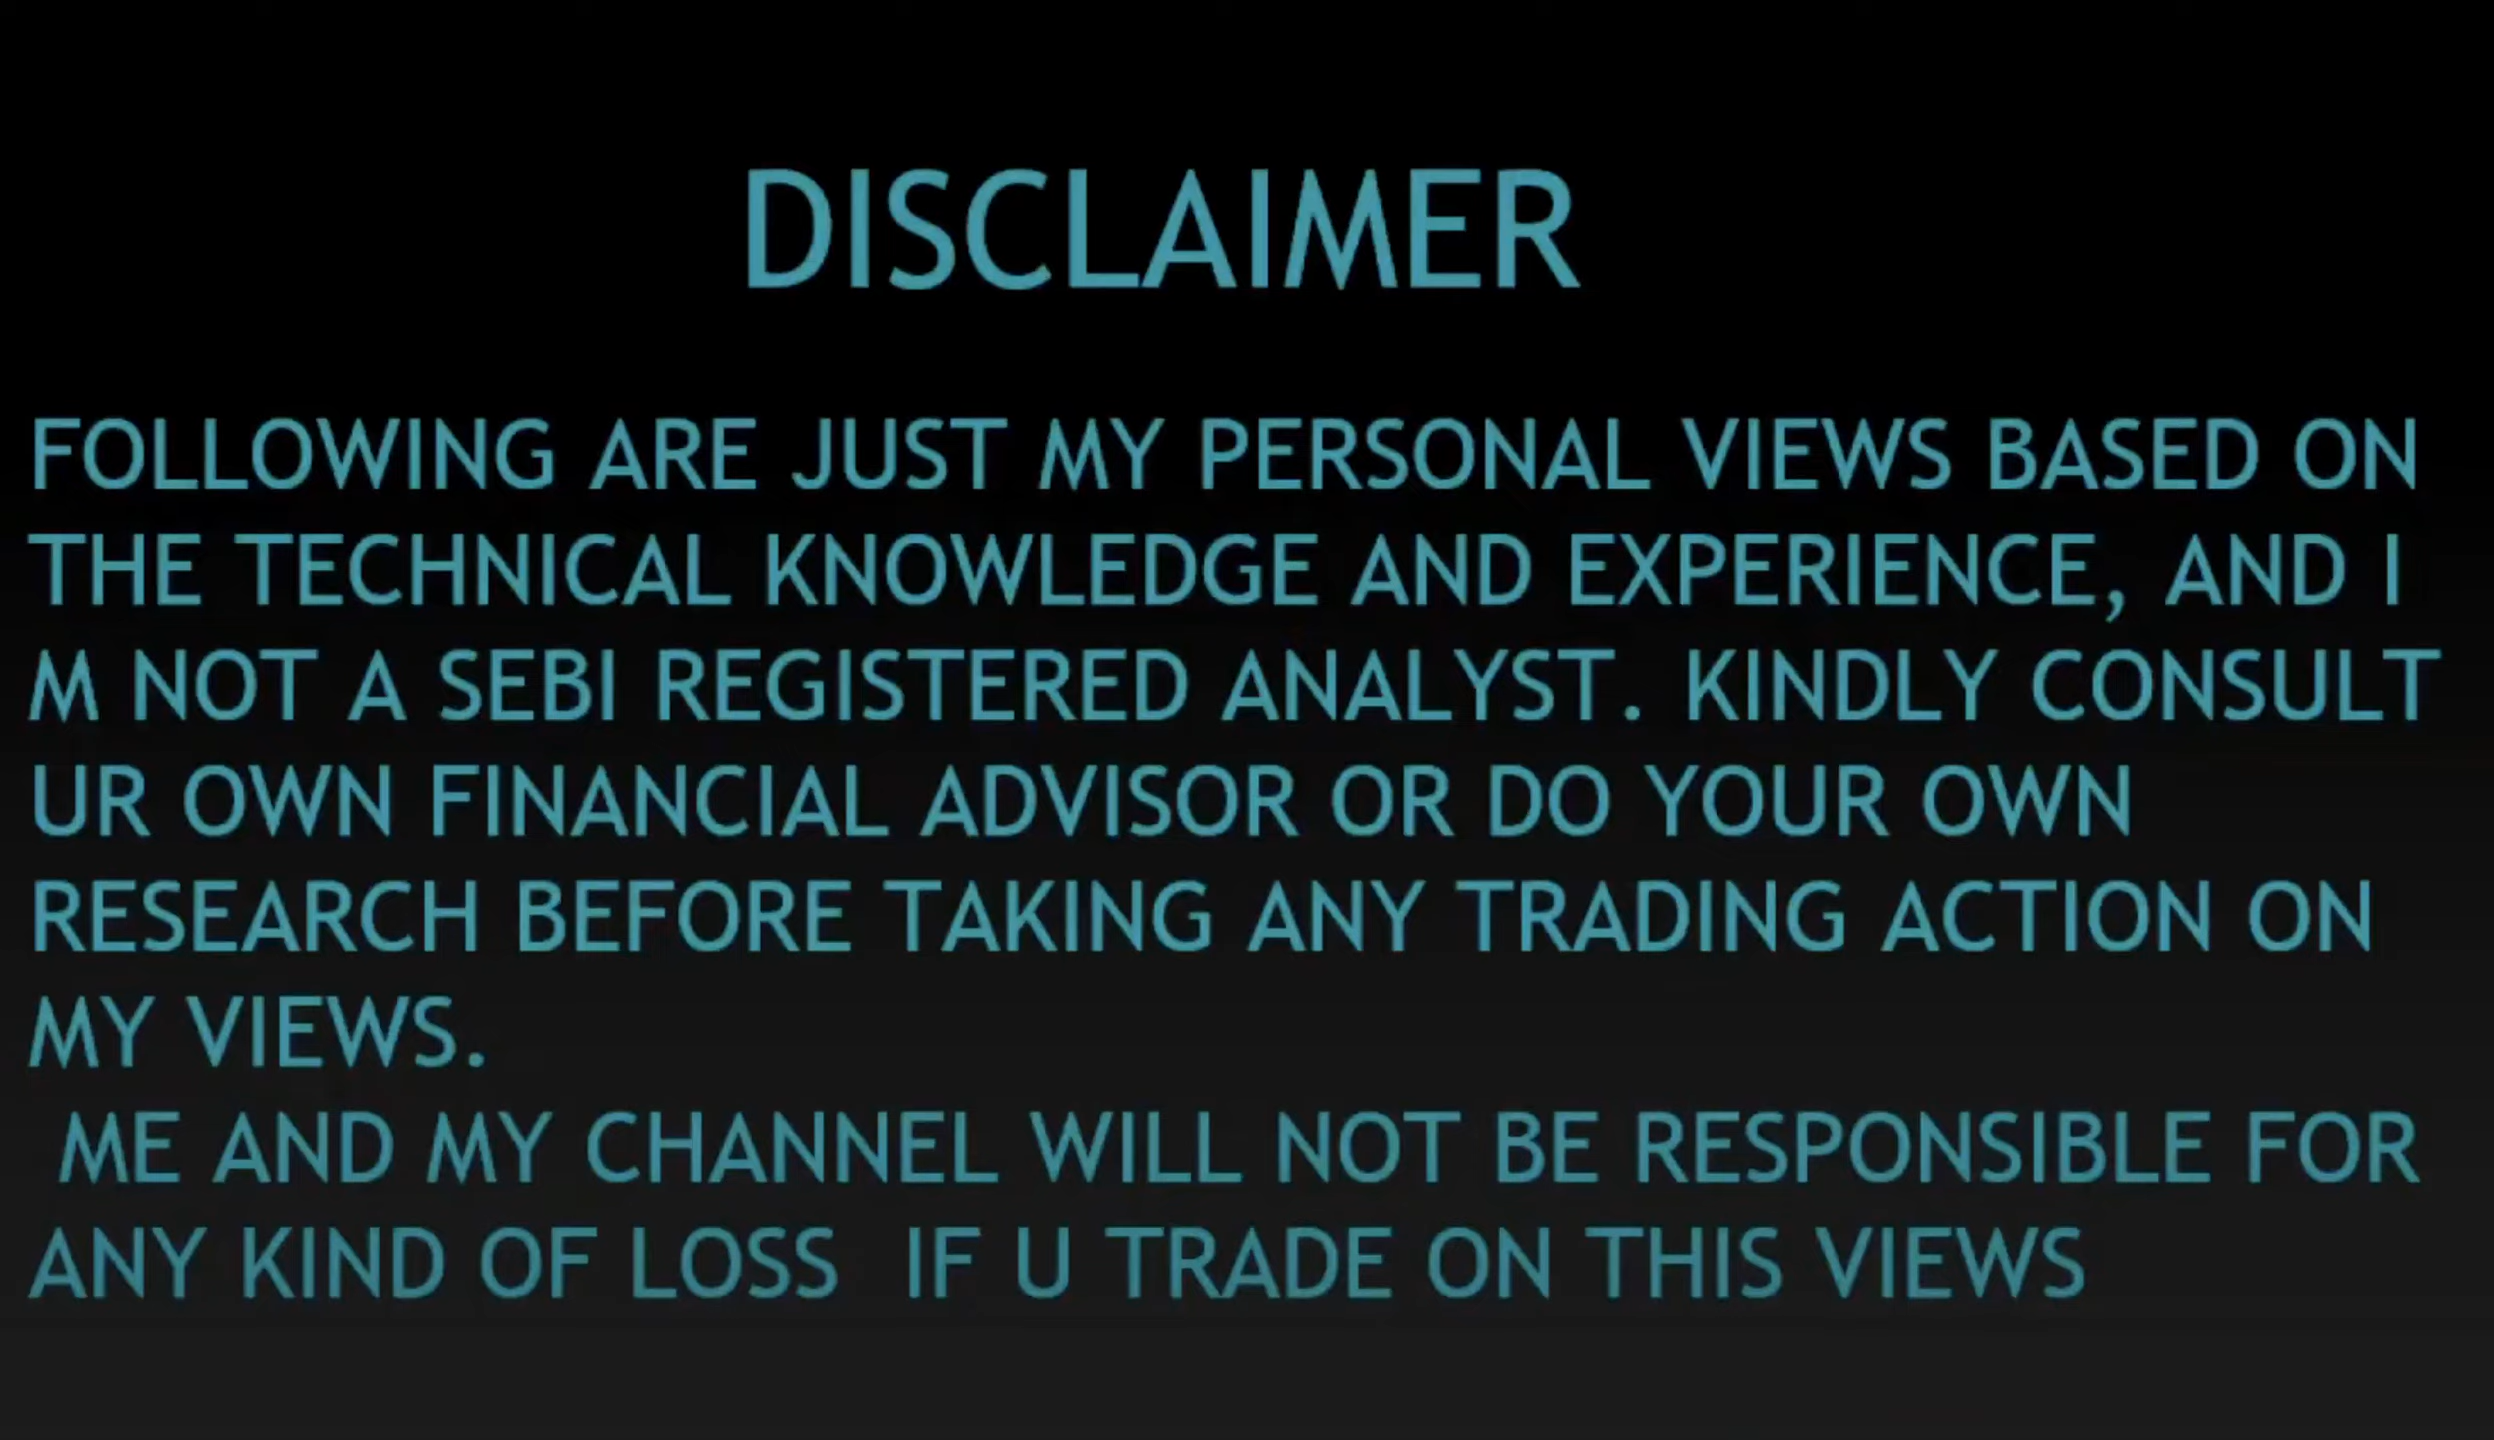 DISCLAIMER
FOLLOWING ARE JUST MY PERSONAL VIEWS BASED ON
THE TECHNICAL KNOWLEDGE AND EXPERIENCE, AND I
M NOT A SEBI REGISTERED ANALYST. KINDLY CONSULT
UR OWN FINANCIAL ADVISOR OR DO YOUR OWN
RESEARCH BEFORE TAKING ANY TRADING ACTION ON
MY VIEWS.
ME AND MY CHANNEL WILL NOT BE RESPONSIBLE FOR
ANY KIND OF LOSS  IF U TRADE ON THIS VIEWS